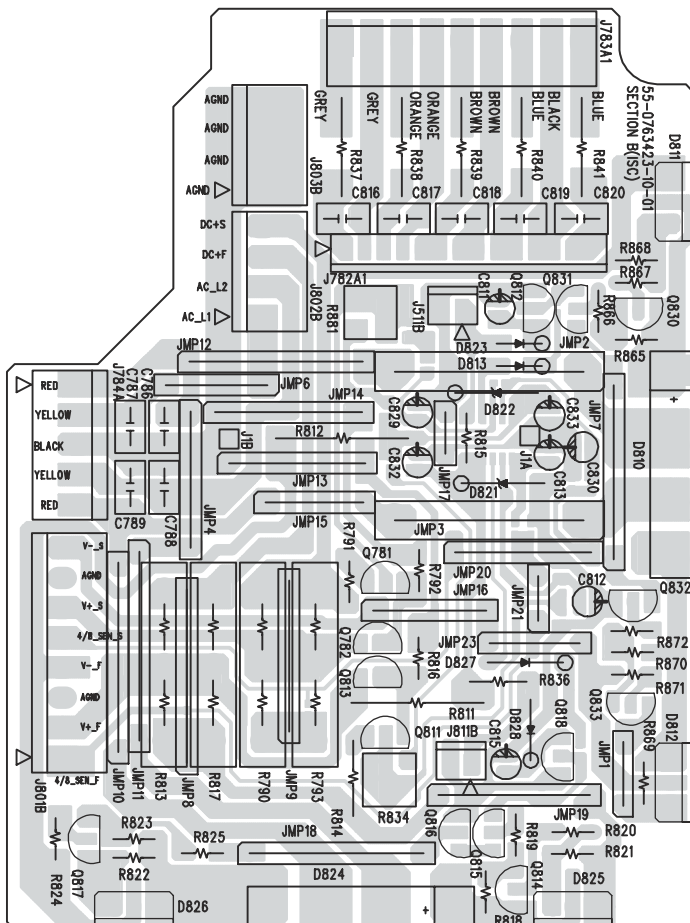 J783A1
GREY
GREY
ORANGE
ORANGE
BROWN
BROWN
BLUE
BLACK
BLUE
55-0763423-10-01
SECTION B(ISC)
D811
AGND
AGND
AGND
AGND
J803B
R837
R838
R839
R840
R841
C816
C817
C818
C819
C820
DC+S
DC+F
AC_L2
AC_L1
J802B
J782A1
R868
R867
R881
J511B
C811
Q812
Q831
R866
Q830
R865
JMP12
D823
JMP2
D813
RED
YELLOW
BLACK
YELLOW
RED
J784A
C787
C786
JMP6
JMP14
D822
C829
C833
JMP7
J1B
R812
R815
J1A
D810
+
C832
JMP17
C830
JMP13
D821
C813
C789
C788
JMP4
JMP15
JMP3
V-_S
AGND
V+_S
4/8_SEN_S
V-_F
AGND
V+_F
4/8_SEN_F
J801B
R791
Q781
R792
JMP20
JMP16
JMP21
C812
Q832
Q782
Q813
R816
JMP23
D827
R836
R872
R870
R871
R811
D828
Q818
Q833
Q811
J811B
C815
JMP1
R869
D812
JMP10
JMP11
R813
JMP8
R817
R790
JMP9
R793
R814
R834
Q816
JMP19
R824
Q817
R823
R822
R825
JMP18
Q815
R819
R820
R821
Q814
R818
D826
D824
+
D825